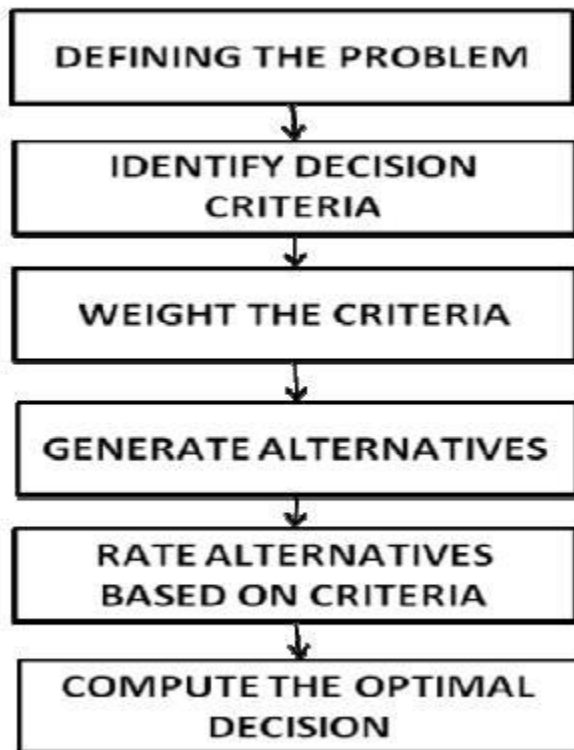 DEFINING THE PROBLEM
IDENTIFY DECISION
CRITERIA
WEIGHT THE CRITERIA
GENERATE ALTERNATIVES
RATE ALTERNATIVES
BASED ON CRITERIA
COMPUTE THE OPTIMAL
DECISION